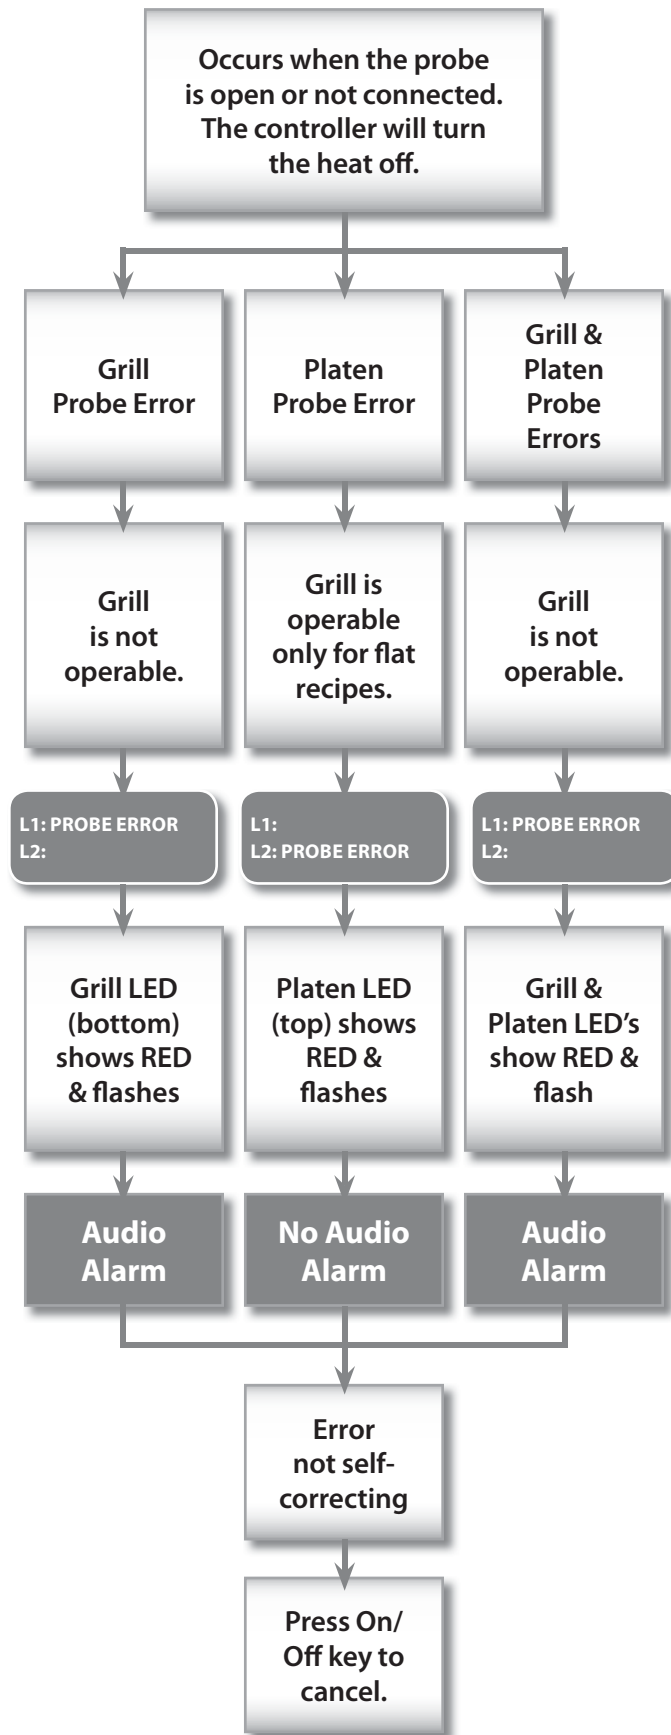 Occurs when the probe
is open or not connected.
The controller will turn
the heat off.
Grill
Probe Error
Platen
Probe Error
Grill &
Platen
Probe
Errors
Grill
is not
operable.
Grill is
operable
only for flat
recipes.
Grill
is not
operable.
L1: PROBE ERROR
L2:
L1:
L2: PROBE ERROR
L1: PROBE ERROR
L2:
Grill LED
(bottom)
shows RED
& flashes
Platen LED
(top) shows
RED &
flashes
Grill &
Platen LED’s
show RED &
flash
Audio
Alarm
No Audio
Alarm
Audio
Alarm
Error
not self-
correcting
Press On/
Off key to
cancel.